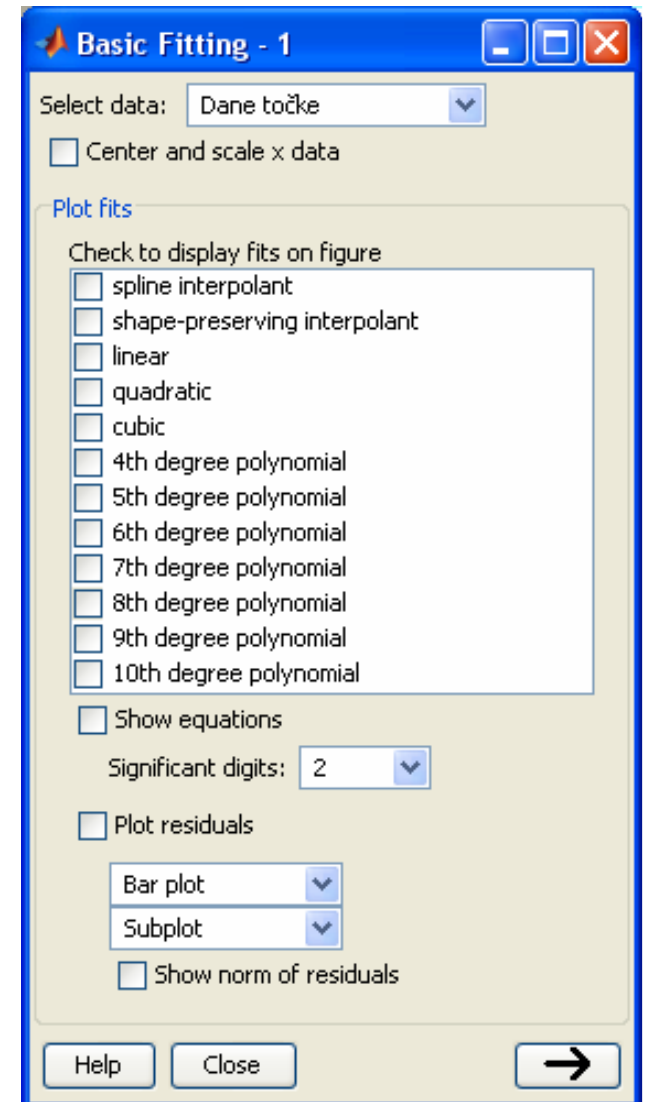 Basic Fitting - 1
Select data: Dane točke
Center and scale x data
Plot fits
Check to display fits on figure
spline interpolant
shape-preserving interpolant
linear
quadratic
cubic
4th degree polynomial
5th degree polynomial
6th degree polynomial
7th degree polynomial
8th degree polynomial
9th degree polynomial
10th degree polynomial
Show equations
Significant digits: 2
Plot residuals
Bar plot
Subplot
Show norm of residuals
Help Close